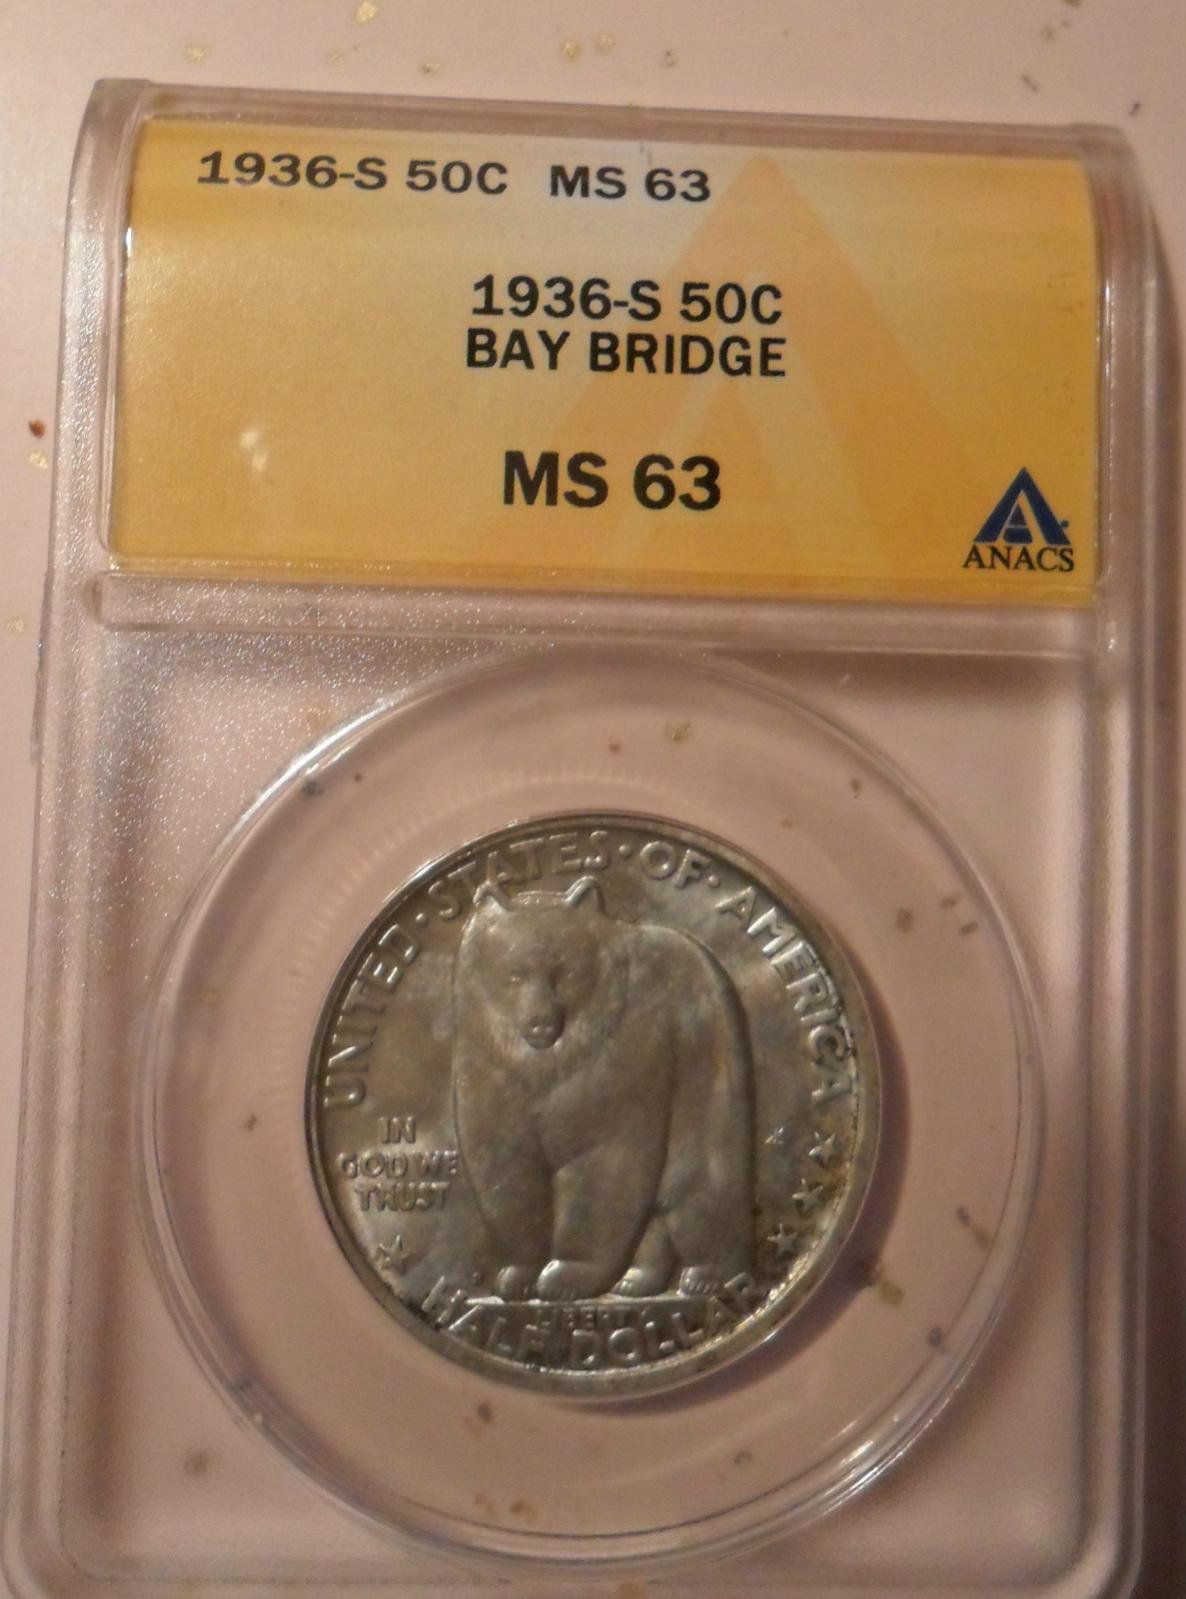 1936-S 50C MS 63
1936-S 50C
BAY BRIDGE
MS 63
ANACS
UNITED·STATES·OF·AMERICA
IN
GOD WE
TRUST
LIBERTY
HALF DOLLAR